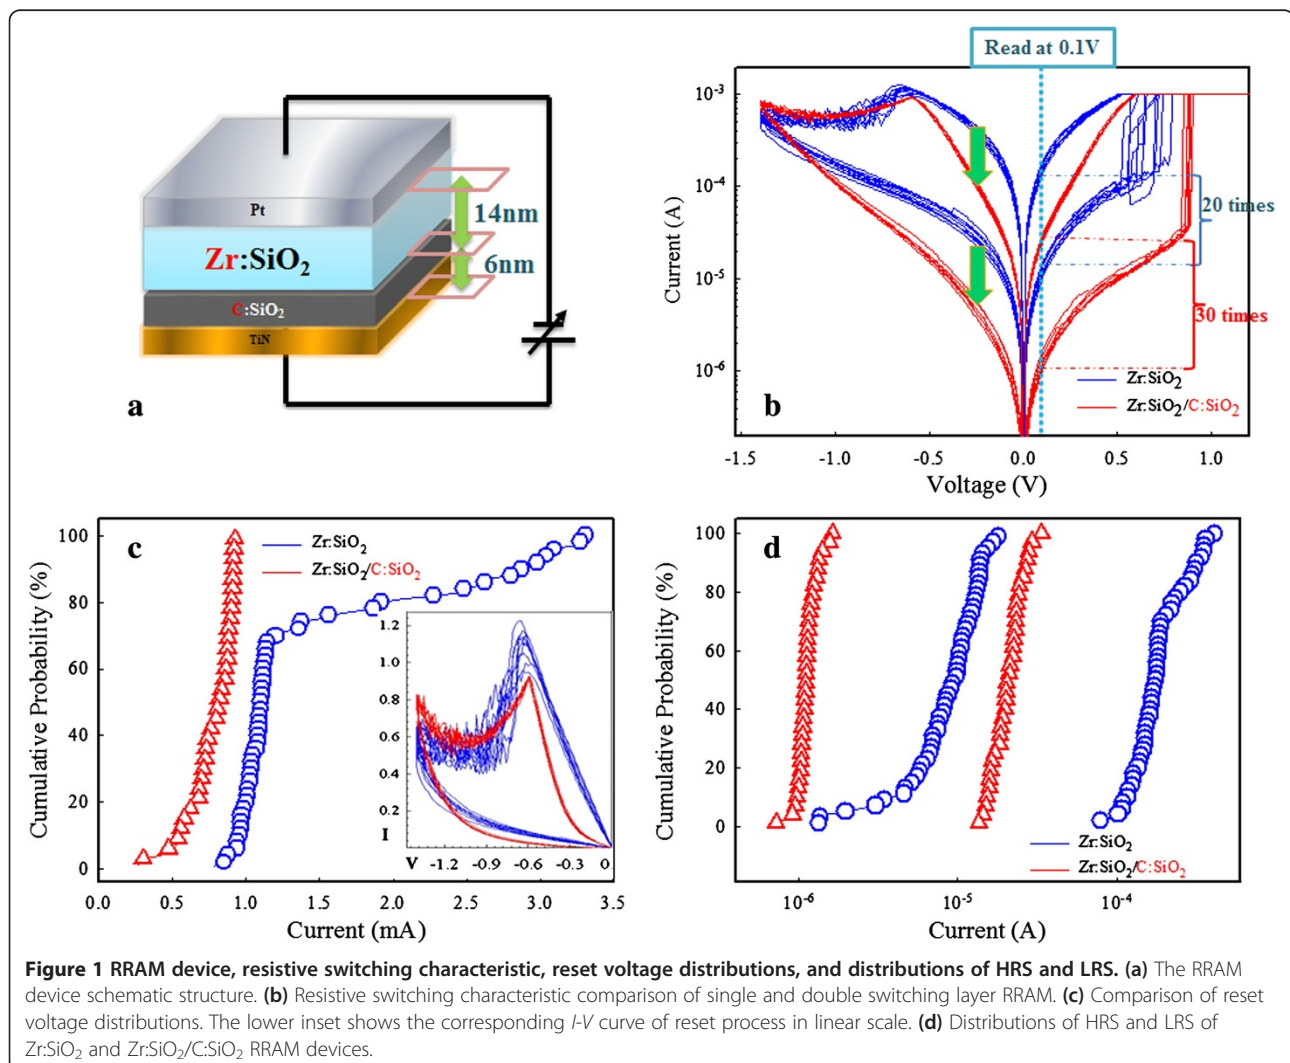 Pt
Zr:SiO2
C:SiO2
TiN
14nm
6nm
a
Read at 0.1V
10-3
10-4
10-5
10-6
Current (A)
20 times
30 times
Zr:SiO2
Zr:SiO2/C:SiO2
b
-1.5
-1.0
-0.5
0.0
0.5
1.0
Voltage (V)
100
80
60
40
20
0
Cumulative Probability (%)
c
Zr:SiO2
Zr:SiO2/C:SiO2
1.2
1.0
0.8
0.6
0.4
0.2
I
V
-1.2
-0.9
-0.6
-0.3
0
0.0
0.5
1.0
1.5
2.0
2.5
3.0
3.5
Current (mA)
100
80
60
40
20
0
Cumulative Probability (%)
d
Zr:SiO2
Zr:SiO2/C:SiO2
10-6
10-5
10-4
Current (A)
Figure 1 RRAM device, resistive switching characteristic, reset voltage distributions, and distributions of HRS and LRS. (a) The RRAM
device schematic structure. (b) Resistive switching characteristic comparison of single and double switching layer RRAM. (c) Comparison of reset
voltage distributions. The lower inset shows the corresponding I-V curve of reset process in linear scale. (d) Distributions of HRS and LRS of
Zr:SiO2 and Zr:SiO2/C:SiO2 RRAM devices.